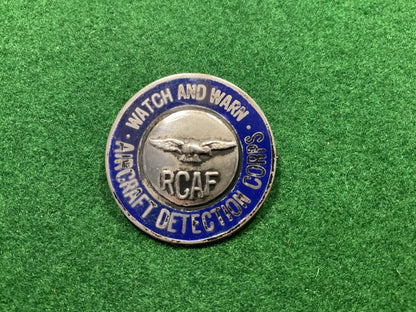 · WATCH AND WARN ·
RCAF
AIRCRAFT DETECTION CORPS